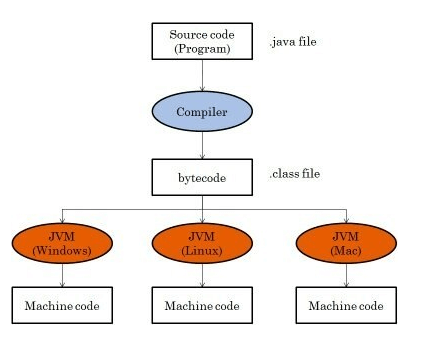 Source code
(Program)
.java file
Compiler
bytecode
.class file
JVM
(Windows)
JVM
(Linux)
JVM
(Mac)
Machine code
Machine code
Machine code